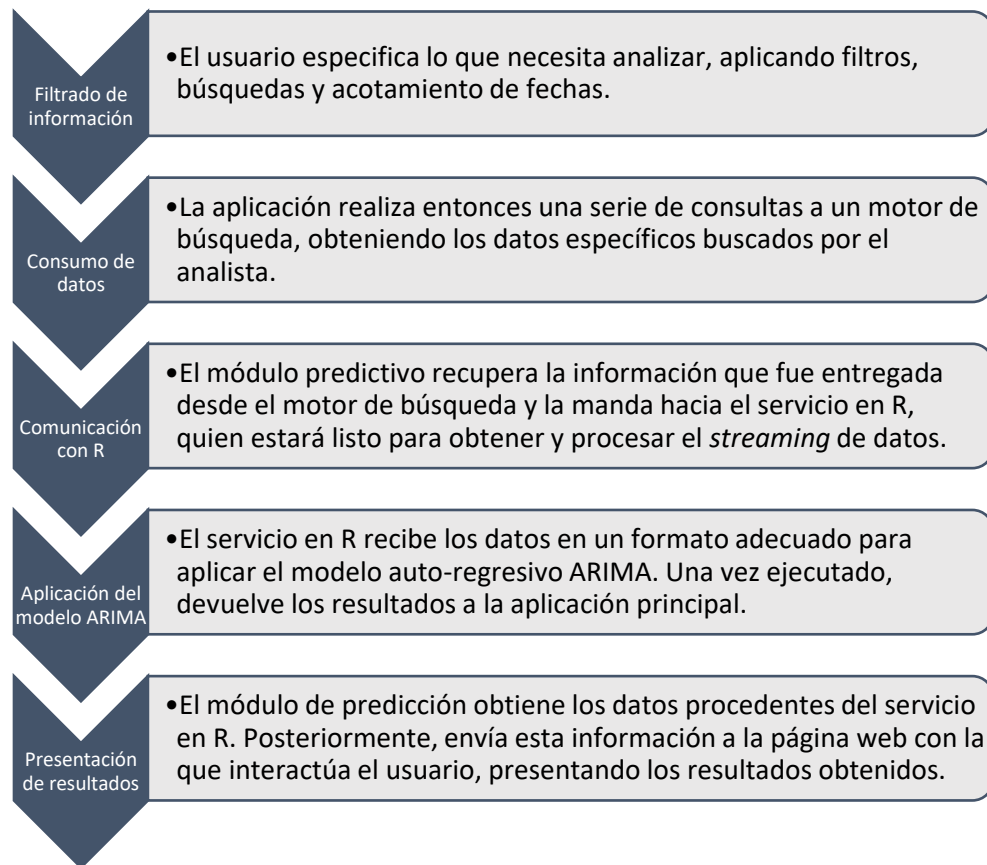 Filtrado de
información
•El usuario especifica lo que necesita analizar, aplicando filtros,
búsquedas y acotamiento de fechas.
Consumo de
datos
•La aplicación realiza entonces una serie de consultas a un motor de
búsqueda, obteniendo los datos específicos buscados por el
analista.
Comunicación
con R
•El módulo predictivo recupera la información que fue entregada
desde el motor de búsqueda y la manda hacia el servicio en R,
quien estará listo para obtener y procesar el streaming de datos.
Aplicación del
modelo ARIMA
•El servicio en R recibe los datos en un formato adecuado para
aplicar el modelo auto-regresivo ARIMA. Una vez ejecutado,
devuelve los resultados a la aplicación principal.
Presentación
de resultados
•El módulo de predicción obtiene los datos procedentes del servicio
en R. Posteriormente, envía esta información a la página web con la
que interactúa el usuario, presentando los resultados obtenidos.